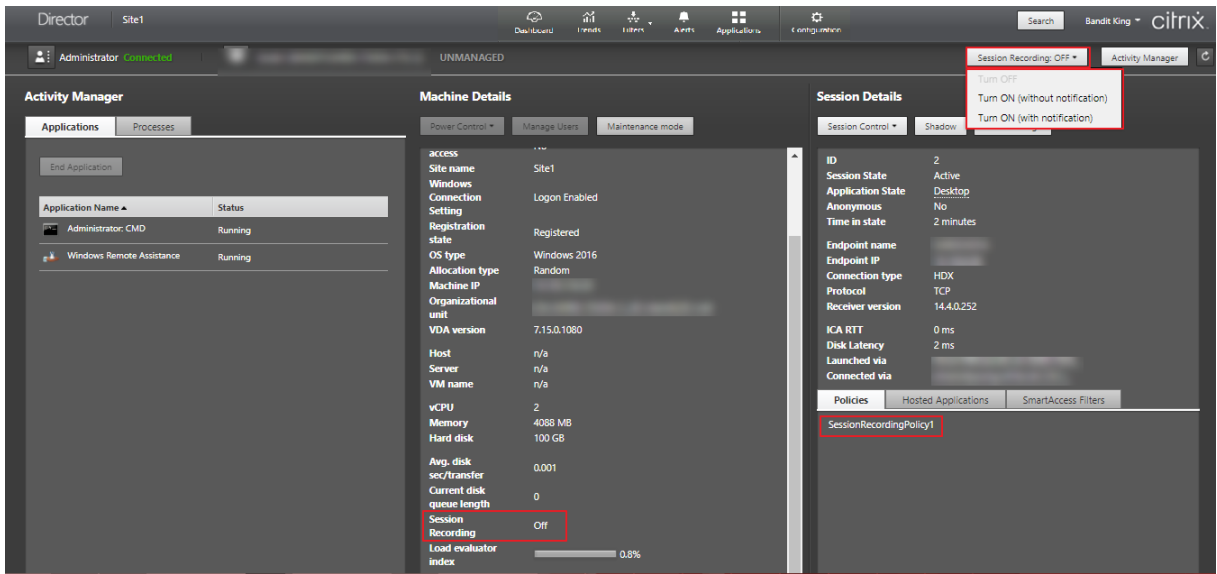 Director Site1
Dashboard Trends Filters Alerts Applications Configuration
Search Bandit King citrix
Administrator Connected UNMANAGED
Session Recording: OFF Activity Manager
Turn OFF
Turn ON (without notification)
Turn ON (with notification)
Activity Manager
Applications Processes
End Application
Application Name Status
Administrator: CMD Running
Windows Remote Assistance Running
Machine Details
Power Control Manage Users Maintenance mode
access No
Site name Site1
Windows
Connection Logon Enabled
Setting
Registration
state Registered
OS type Windows 2016
Allocation type Random
Machine IP
Organizational
unit
VDA version 7.15.0.1080
Host n/a
Server n/a
VM name n/a
vCPU 2
Memory 4088 MB
Hard disk 100 GB
Avg. disk
sec/transfer 0.001
Current disk
queue length 0
Session
Recording Off
Load evaluator
index 0.8%
Session Details
Session Control Shadow
ID 2
Session State Active
Application State Desktop
Anonymous No
Time in state 2 minutes
Endpoint name
Endpoint IP
Connection type HDX
Protocol TCP
Receiver version 14.4.0.252
ICA RTT 0 ms
Disk Latency 2 ms
Launched via
Connected via
Policies Hosted Applications SmartAccess Filters
SessionRecordingPolicy1